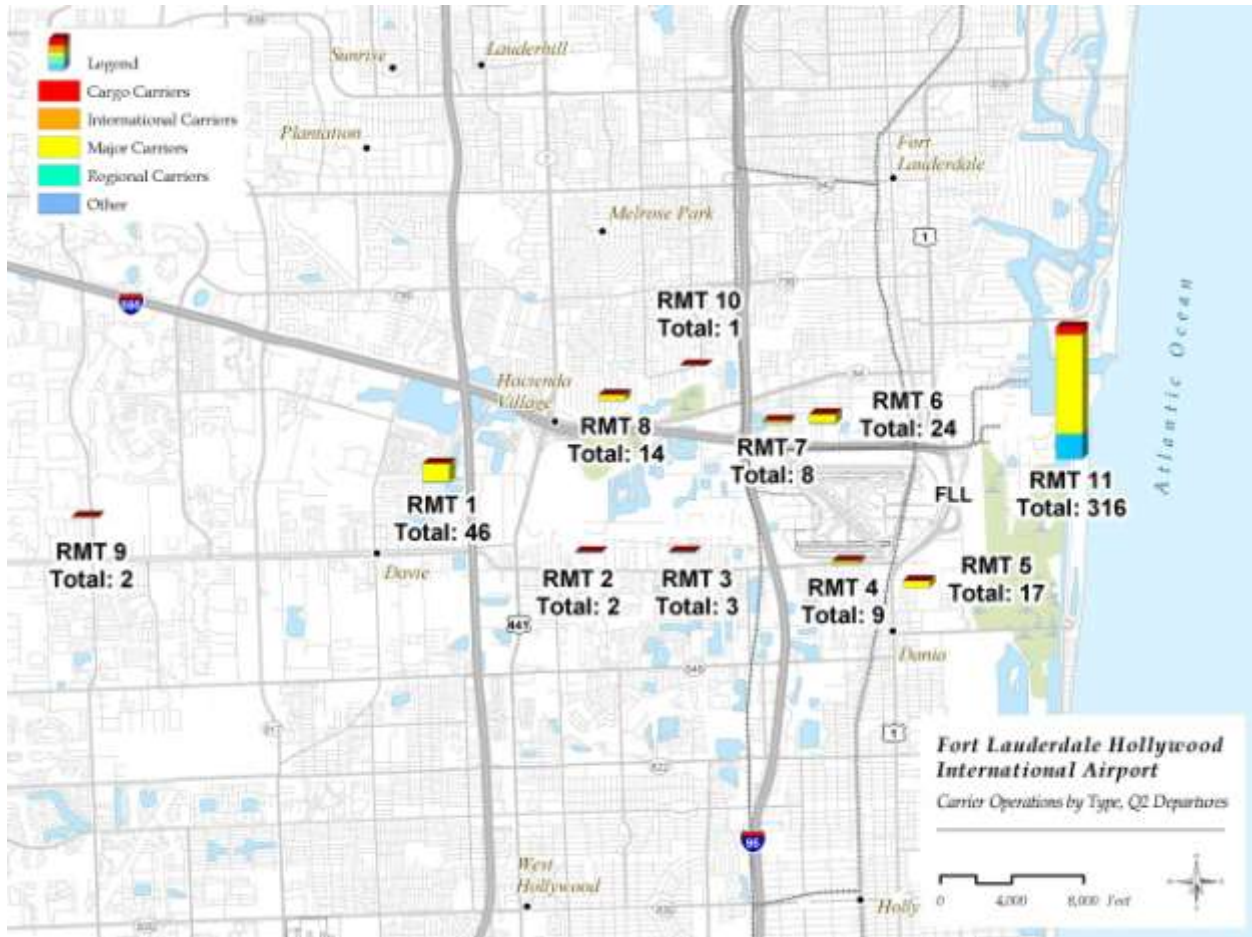 Legend
Cargo Carriers
International Carriers
Major Carriers
Regional Carriers
Other
Sunrise
Lauderhill
Plantation
Fort
Lauderdale
Melrose Park
1
Atlantic Ocean
RMT 10
Total: 1
Hacienda
Village
RMT 8
Total: 14
RMT 7
Total: 8
RMT 6
Total: 24
RMT 11
Total: 316
FLL
RMT 1
Total: 46
RMT 9
Total: 2
Davie
RMT 2
Total: 2
RMT 3
Total: 3
RMT 4
Total: 9
RMT 5
Total: 17
441
Dania
1
822
95
West
Hollywood
Holly
Fort Lauderdale Hollywood
International Airport
Carrier Operations by Type, Q2 Departures
0 4,000 8,000 Feet